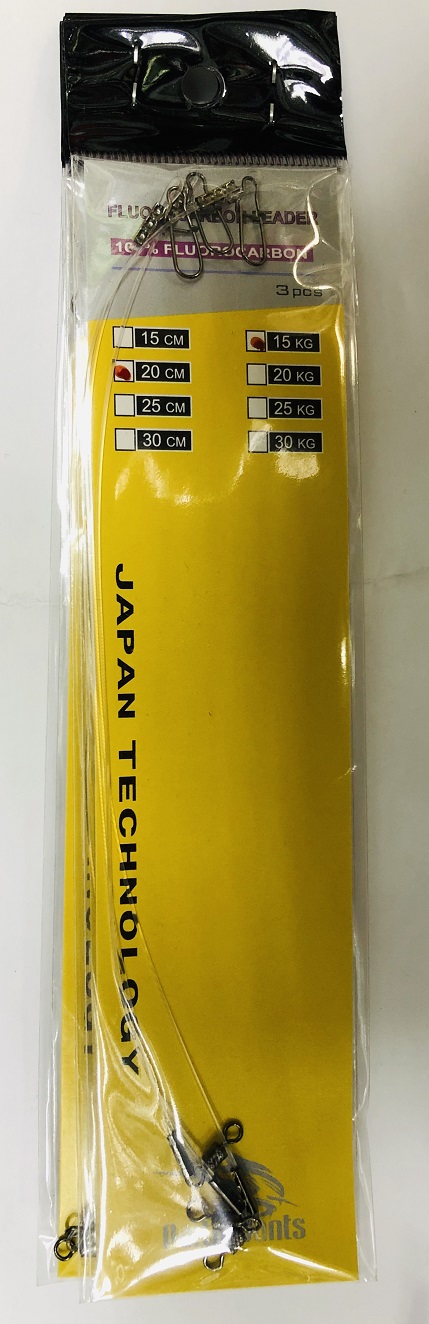 LEADER
100% FLUOROCARBON
3 pcs
15 CM 15 KG
20 CM 20 KG
25 CM 25 KG
30 CM 30 KG
JAPAN TECHNOLOGY